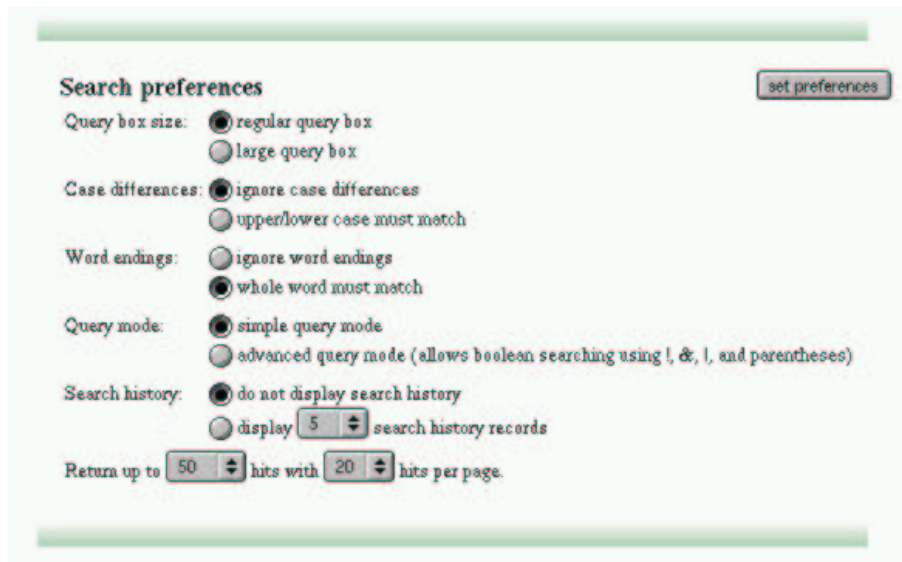 Search preferences set preferences
Query box size: regular query box
large query box
Case differences: ignore case differences
upper/lower case must match
Word endings: ignore word endings
whole word must match
Query mode: simple query mode
advanced query mode (allows boolean searching using !, &, |, and parentheses)
Search history: do not display search history
display 5 search history records
Return up to 50 hits with 20 hits per page.